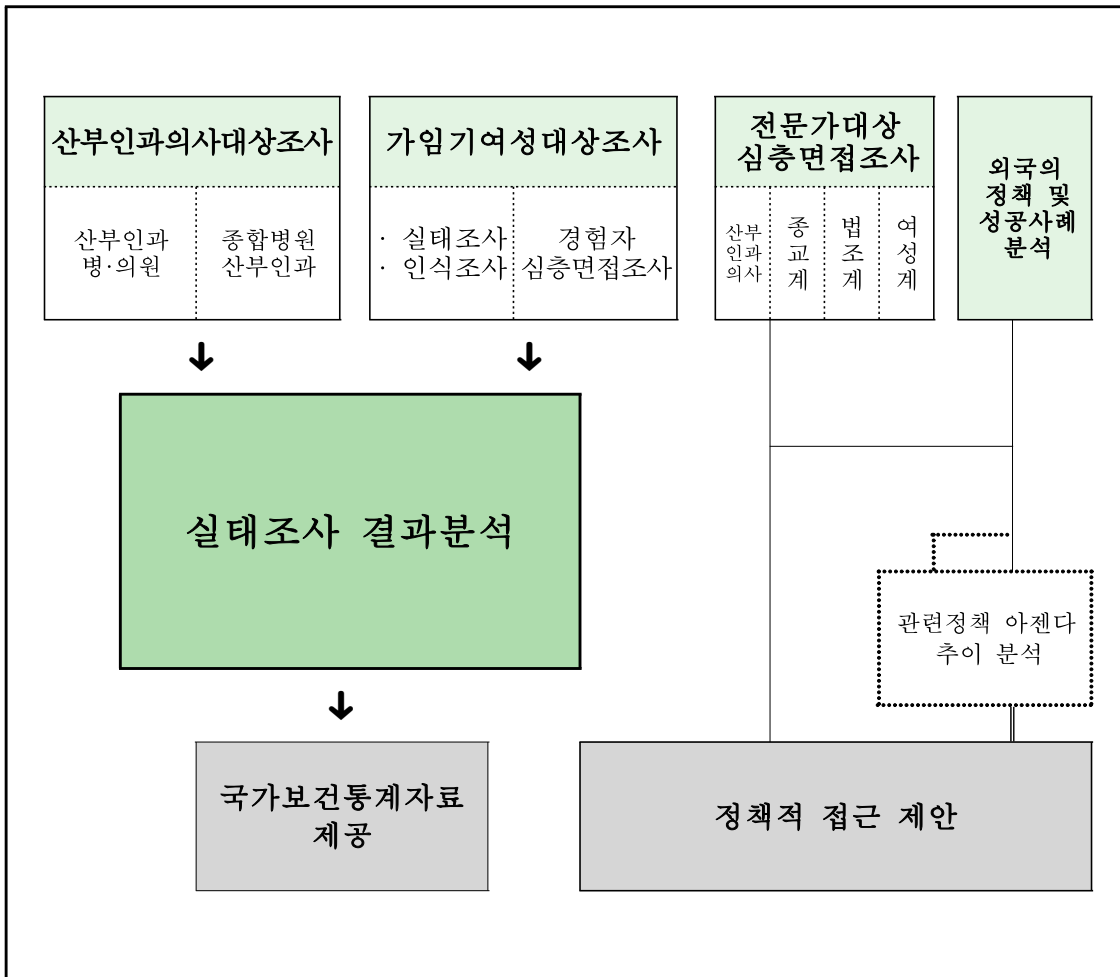 산부인과의사대상조사
산부인과
병·의원
종합병원
산부인과
가임기여성대상조사
· 실태조사
· 인식조사
경험자
심층면접조사
전문가대상
심층면접조사
산부
인과
의사
종
교
계
법
조
계
여
성
계
외국의
정책 및
성공사례
분석
실태조사 결과분석
관련정책 아젠다
추이 분석
국가보건통계자료
제공
정책적 접근 제안